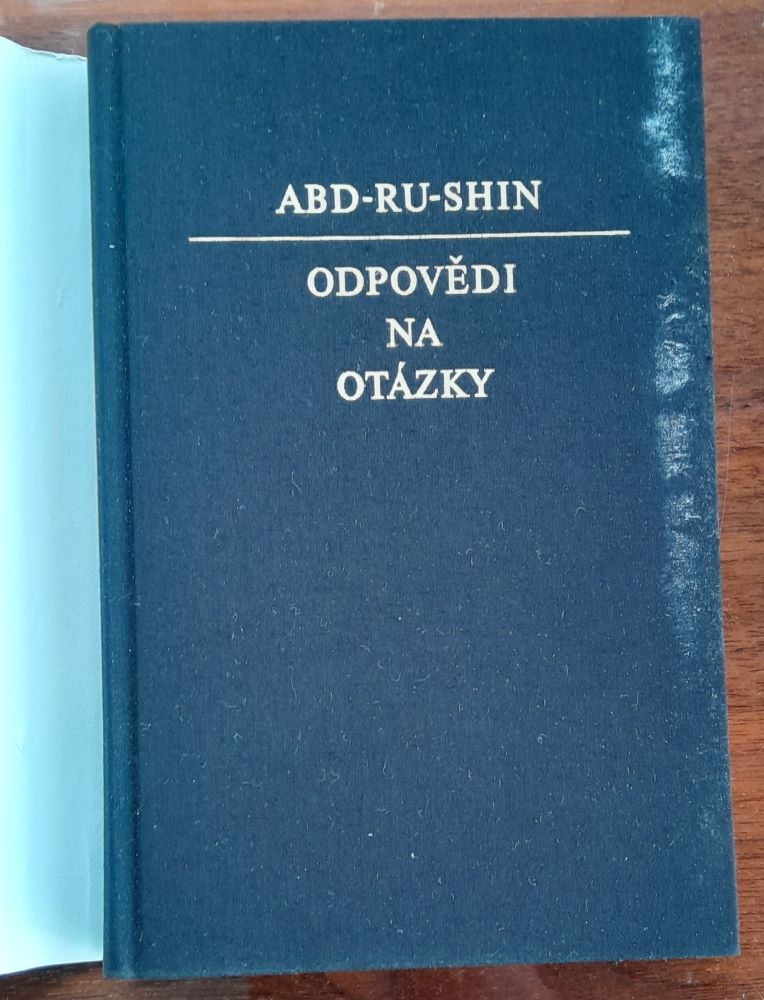 ABD-RU-SHIN
ODPOVĚDI
NA
OTÁZKY